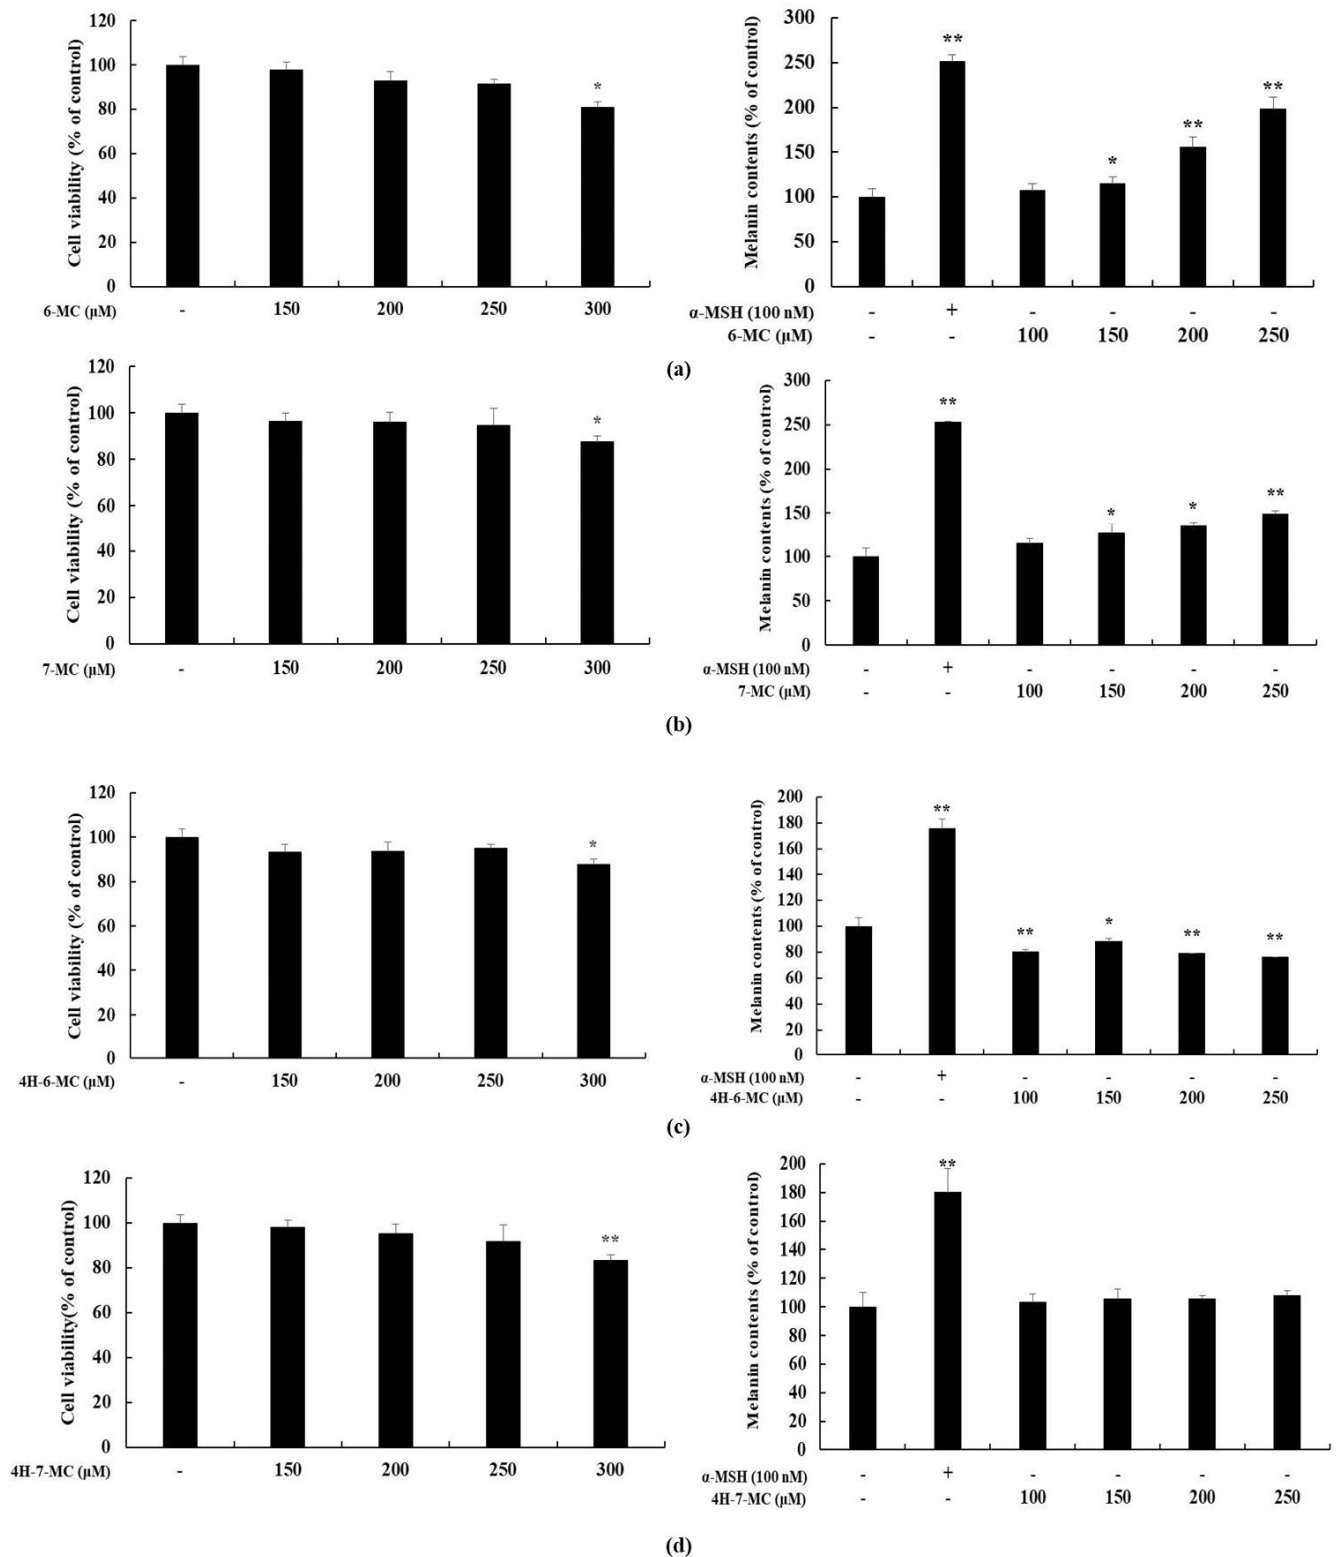 Cell viability (% of control)
120
100
80
60
40
20
0
*
6-MC (μM) - 150 200 250 300
Melanin contents (% of control)
300
250
200
150
100
50
0
** * ** **
α-MSH (100 nM) - + - - - -
6-MC (μM) - - 100 150 200 250
(a)
Cell viability (% of control)
120
100
80
60
40
20
0
*
7-MC (μM) - 150 200 250 300
Melanin contents (% of control)
300
250
200
150
100
50
0
** * * **
α-MSH (100 nM) - + - - - -
7-MC (μM) - - 100 150 200 250
(b)
Cell viability (% of control)
120
100
80
60
40
20
0
*
4H-6-MC (μM) - 150 200 250 300
Melanin contents (% of control)
200
180
160
140
120
100
80
60
40
20
0
** ** * ** **
α-MSH (100 nM) - + - - - -
4H-6-MC (μM) - - 100 150 200 250
(c)
Cell viability(% of control)
120
100
80
60
40
20
0
**
4H-7-MC (μM) - 150 200 250 300
Melanin contents (% of control)
200
180
160
140
120
100
80
60
40
20
0
**
α-MSH (100 nM) - + - - - -
4H-7-MC (μM) - - 100 150 200 250
(d)